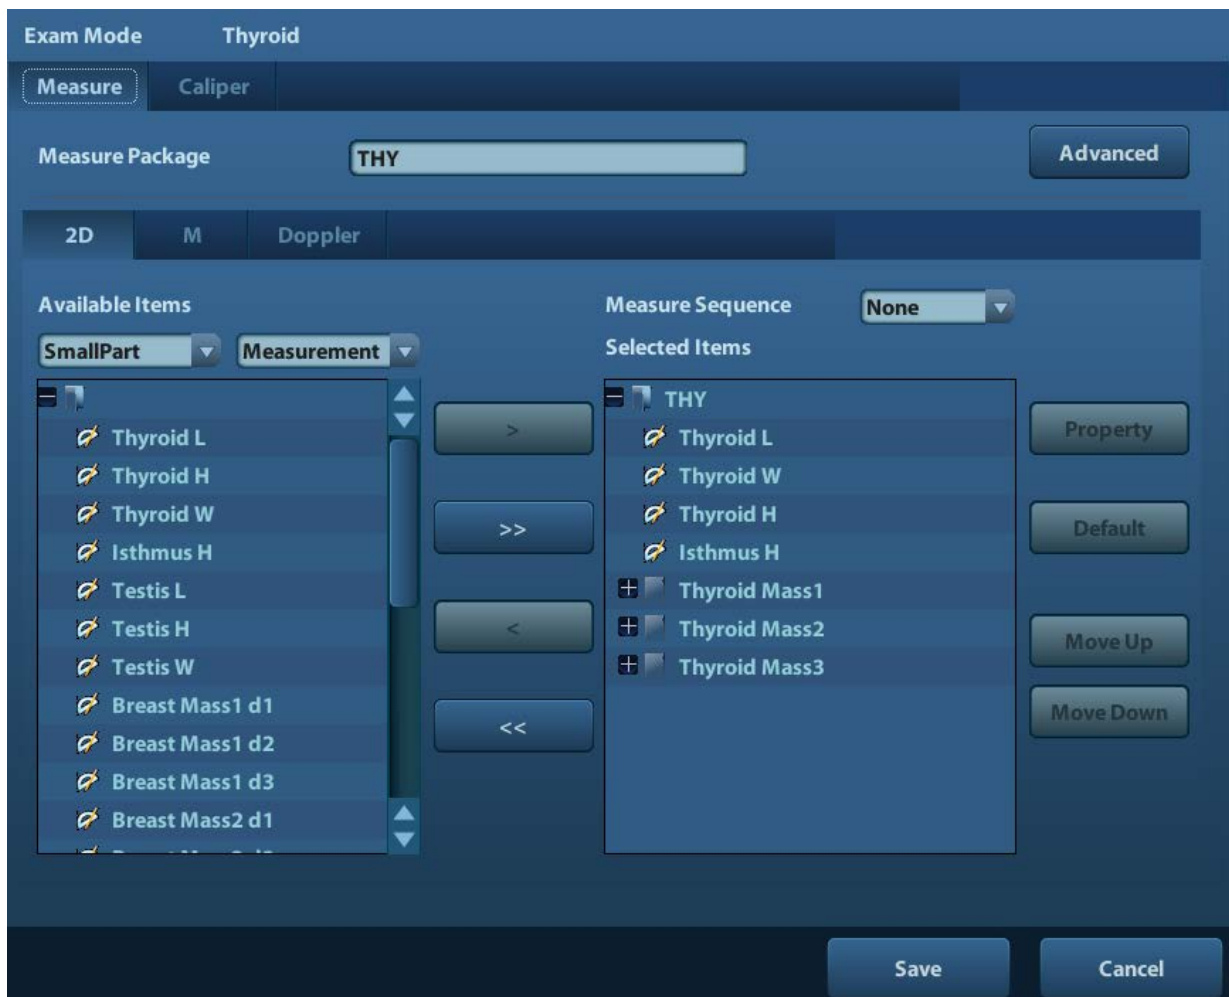 Exam Mode Thyroid
Measure Caliper
Measure Package THY Advanced
2D M Doppler
Available Items
SmallPart Measurement
Thyroid L
Thyroid H
Thyroid W
Isthmus H
Testis L
Testis H
Testis W
Breast Mass1 d1
Breast Mass1 d2
Breast Mass1 d3
Breast Mass2 d1
>
>>
<
<<
Measure Sequence None
Selected Items
THY
Thyroid L
Thyroid W
Thyroid H
Isthmus H
Thyroid Mass1
Thyroid Mass2
Thyroid Mass3
Property
Default
Move Up
Move Down
Save Cancel